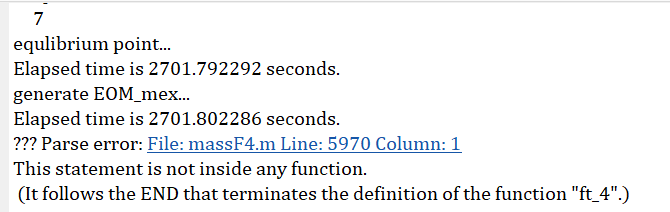 7
equlibrium point...
Elapsed time is 2701.792292 seconds.
generate EOM_mex...
Elapsed time is 2701.802286 seconds.
??? Parse error: File: massF4.m Line: 5970 Column: 1
This statement is not inside any function.
(It follows the END that terminates the definition of the function "ft_4".)